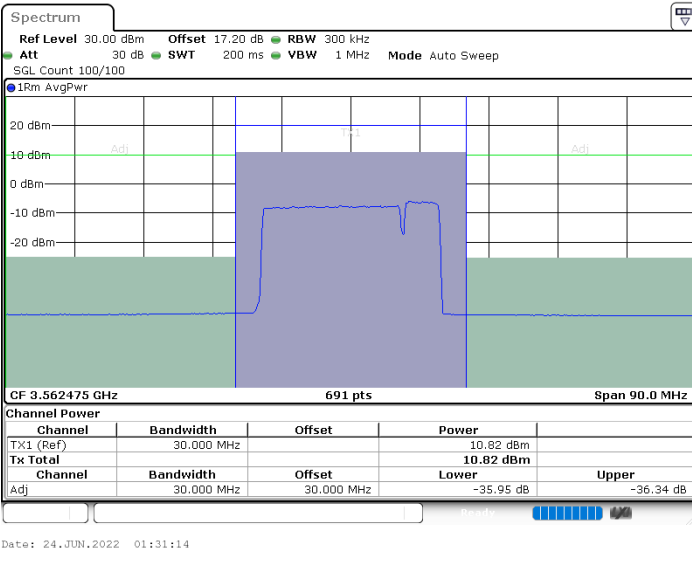 Spectrum
Ref Level 30.00 dBm Offset 17.20 dB RBW 300 kHz
Att 30 dB SWT 200 ms VBW 1 MHz Mode Auto Sweep
SGL Count 100/100
1Rm AvgPwr
20 dBm
TX1
Adj Adj
10 dBm
0 dBm
-10 dBm
-20 dBm
CF 3.562475 GHz 691 pts Span 90.0 MHz
Channel Power
Channel Bandwidth Offset Power
TX1 (Ref) 30.000 MHz 10.82 dBm
Tx Total 10.82 dBm
Channel Bandwidth Offset Lower Upper
Adj 30.000 MHz 30.000 MHz -35.95 dB -36.34 dB
Ready
Date: 24.JUN.2022 01:31:14